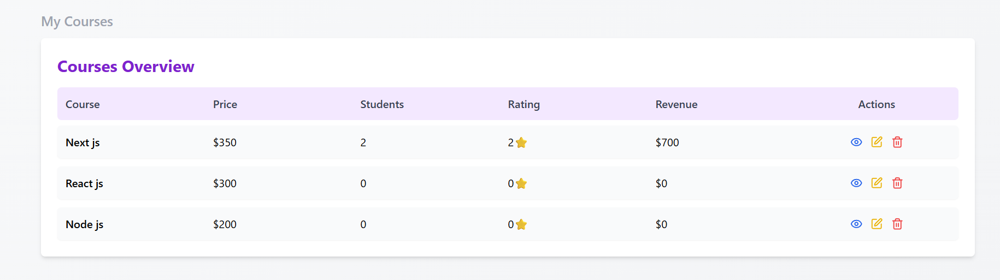 My Courses
Courses Overview
Course Price Students Rating Revenue Actions
Next js $350 2 2⭐ $700
React js $300 0 0⭐ $0
Node js $200 0 0⭐ $0